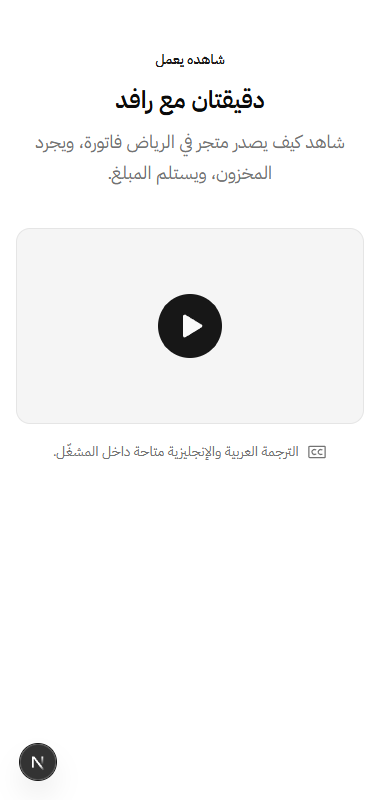 شاهده يعمل
دقيقتان مع رافد
شاهد كيف يصدر متجر في الرياض فاتورة، ويجرد
المخزون، ويستلم المبلغ.
CC الترجمة العربية والإنجليزية متاحة داخل المشغّل.
N